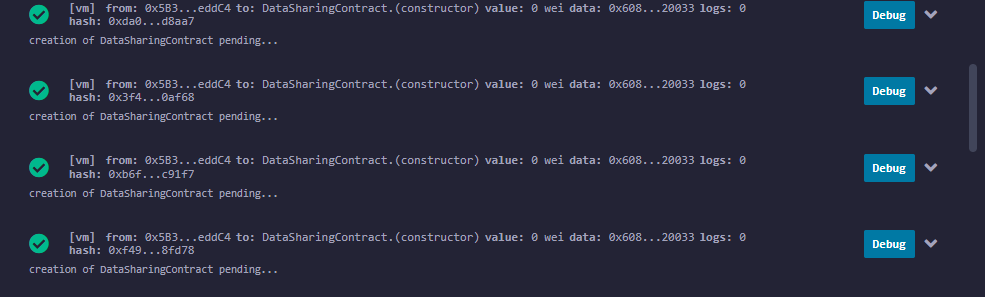 [vm] from: 0x5B3...eddC4 to: DataSharingContract.(constructor) value: 0 wei data: 0x608...20033 logs: 0 Debug
hash: 0xda0...d8aa7
creation of DataSharingContract pending...
[vm] from: 0x5B3...eddC4 to: DataSharingContract.(constructor) value: 0 wei data: 0x608...20033 logs: 0 Debug
hash: 0x3f4...0af68
creation of DataSharingContract pending...
[vm] from: 0x5B3...eddC4 to: DataSharingContract.(constructor) value: 0 wei data: 0x608...20033 logs: 0 Debug
hash: 0xb6f...c91f7
creation of DataSharingContract pending...
[vm] from: 0x5B3...eddC4 to: DataSharingContract.(constructor) value: 0 wei data: 0x608...20033 logs: 0 Debug
hash: 0xf49...8fd78
creation of DataSharingContract pending...